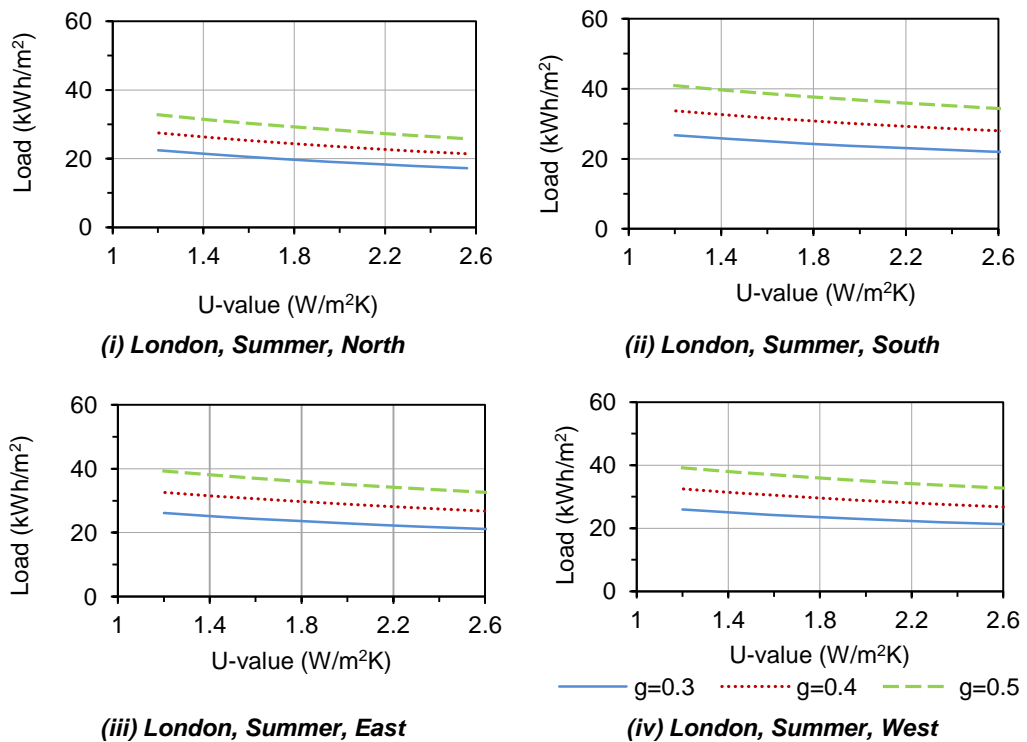 60
40
20
0
1
1.4
1.8
2.2
2.6
Load (kWh/m²)
U-value (W/m²K)
(i) London, Summer, North
60
40
20
0
1
1.4
1.8
2.2
2.6
Load (kWh/m²)
U-value (W/m²K)
(ii) London, Summer, South
60
40
20
0
1
1.4
1.8
2.2
2.6
Load (kWh/m²)
U-value (W/m²K)
(iii) London, Summer, East
60
40
20
0
1
1.4
1.8
2.2
2.6
Load (kWh/m²)
U-value (W/m²K)
g=0.3 g=0.4 g=0.5
(iv) London, Summer, West